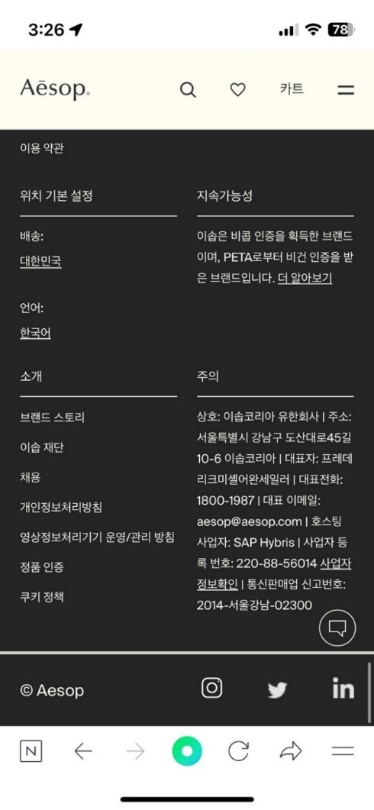 3:26
78
Aēsop.
카트
이용 약관
위치 기본 설정
배송:
대한민국
언어:
한국어
지속가능성
이솝은 비콥 인증을 획득한 브랜드
이며, PETA로부터 비건 인증을 받
은 브랜드입니다. 더 알아보기
소개
브랜드 스토리
이솝 재단
채용
개인정보처리방침
영상정보처리기기 운영/관리 방침
정품 인증
쿠키 정책
주의
상호: 이솝코리아 유한회사 | 주소:
서울특별시 강남구 도산대로45길
10-6 이솝코리아 | 대표자: 프레데
리크미셸어완세일러 | 대표전화:
1800-1987 | 대표 이메일:
aesop@aesop.com | 호스팅
사업자: SAP Hybris | 사업자 등
록 번호: 220-88-56014 사업자
정보확인 | 통신판매업 신고번호:
2014-서울강남-02300
© Aesop
in
N